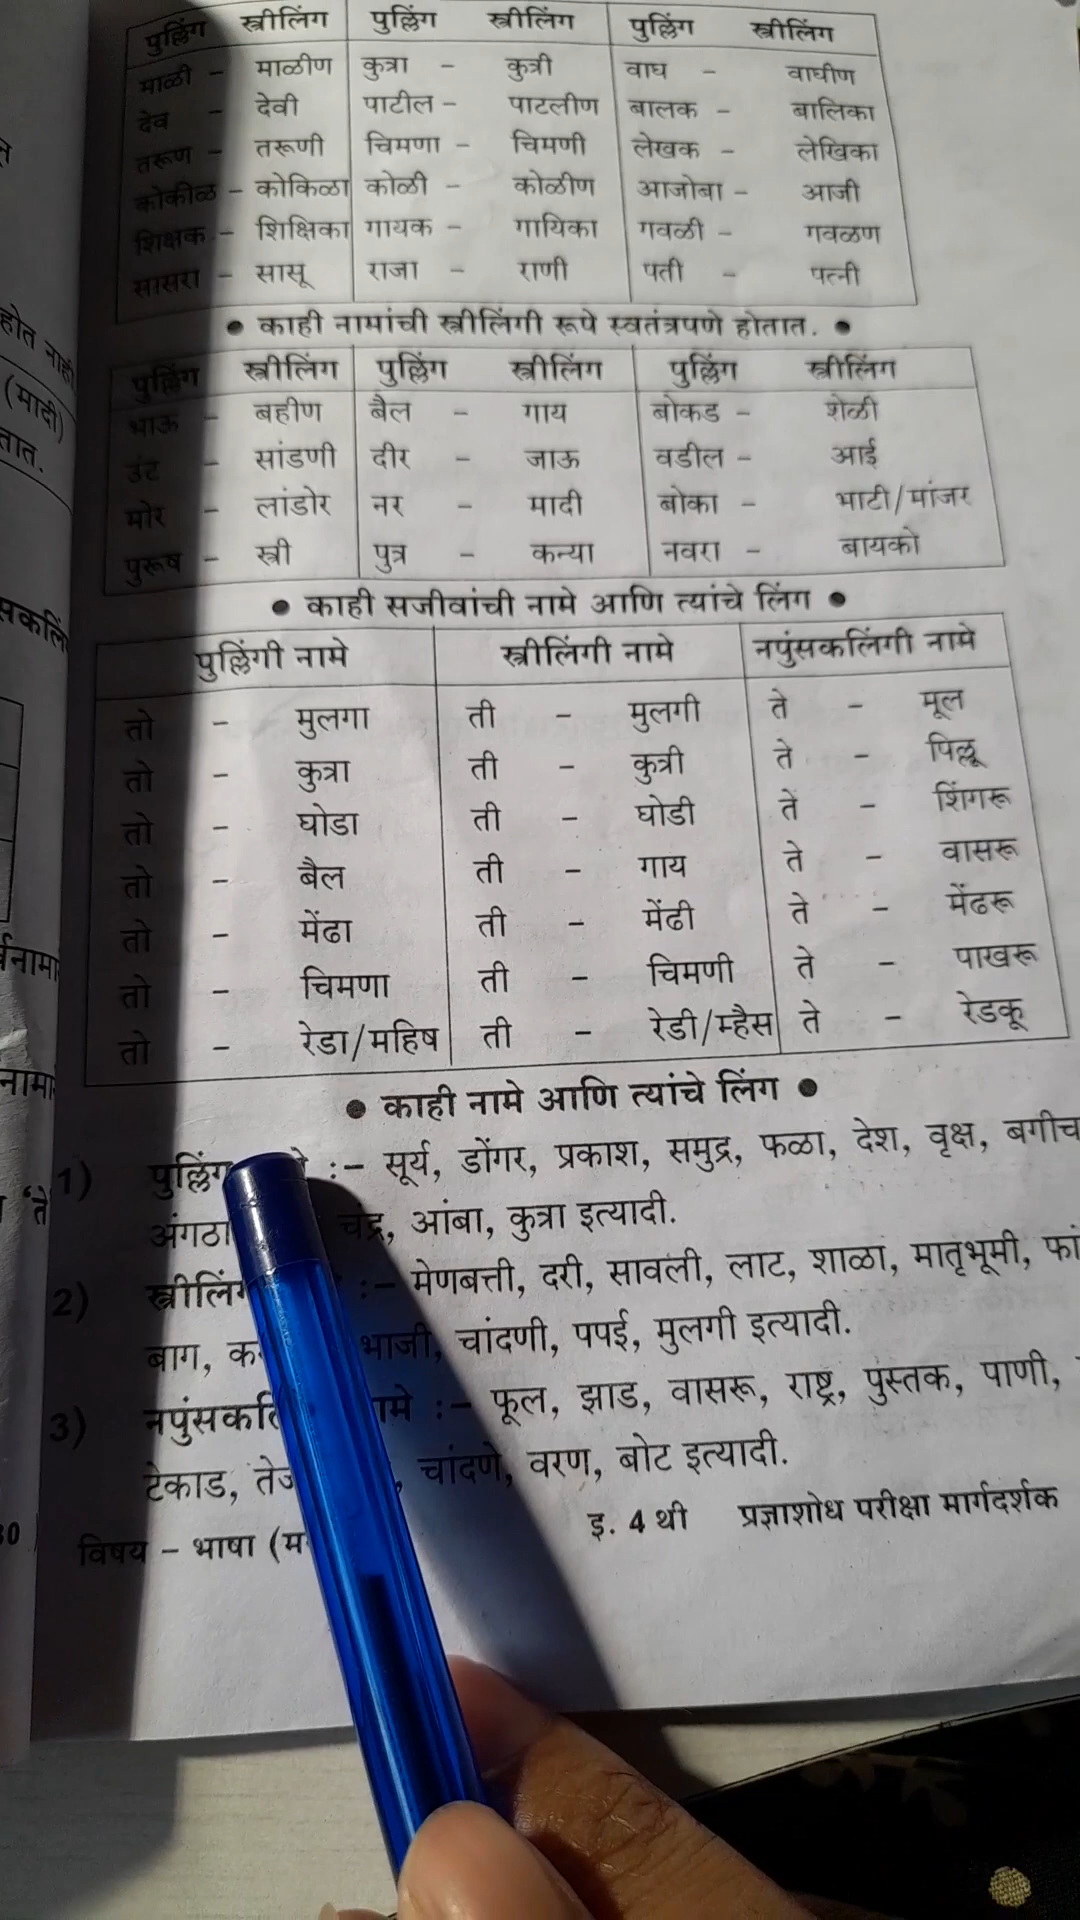 पुल्लिंग स्त्रीलिंग पुल्लिंग स्त्रीलिंग पुल्लिंग स्त्रीलिंग
माळी - माळीण कुत्रा - कुत्री वाघ - वाघीण
देव - देवी पाटील - पाटलीण बालक - बालिका
तरूण - तरूणी चिमणा - चिमणी लेखक - लेखिका
कोकीळ - कोकिळा कोळी - कोळीण आजोबा - आजी
शिक्षक - शिक्षिका गायक - गायिका गवळी - गवळण
सासरा - सासू राजा - राणी पती - पत्नी
● काही नामांची स्त्रीलिंगी रूपे स्वतंत्रपणे होतात. ●
पुल्लिंग स्त्रीलिंग पुल्लिंग स्त्रीलिंग पुल्लिंग स्त्रीलिंग
भाऊ - बहीण बैल - गाय बोकड - शेळी
उंट - सांडणी दीर - जाऊ वडील - आई
मोर - लांडोर नर - मादी बोका - भाटी/मांजर
पुरूष - स्त्री पुत्र - कन्या नवरा - बायको
● काही सजीवांची नामे आणि त्यांचे लिंग ●
पुल्लिंगी नामे स्त्रीलिंगी नामे नपुंसकलिंगी नामे
तो - मुलगा ती - मुलगी ते - मूल
तो - कुत्रा ती - कुत्री ते - पिल्लू
तो - घोडा ती - घोडी ते - शिंगरू
तो - बैल ती - गाय ते - वासरू
तो - मेंढा ती - मेंढी ते - मेंढरू
तो - चिमणा ती - चिमणी ते - पाखरू
तो - रेडा/महिष ती - रेडी/म्हैस ते - रेडकू
● काही नामे आणि त्यांचे लिंग ●
1) पुल्लिंग :- सूर्य, डोंगर, प्रकाश, समुद्र, फळा, देश, वृक्ष, बगीच
अंगठा चंद्र, आंबा, कुत्रा इत्यादी.
2) :- मेणबत्ती, दरी, सावली, लाट, शाळा, मातृभूमी,
बाग, भाजी, चांदणी, पपई, मुलगी इत्यादी.
3) :- फूल, झाड, वासरू, राष्ट्र, पुस्तक, पाणी,
टेकाड, चांदणे, वरण, बोट इत्यादी.
विषय - भाषा इ. 4 थी प्रज्ञाशोध परीक्षा मार्गदर्शक
होत नाही
(मादी)
तात.